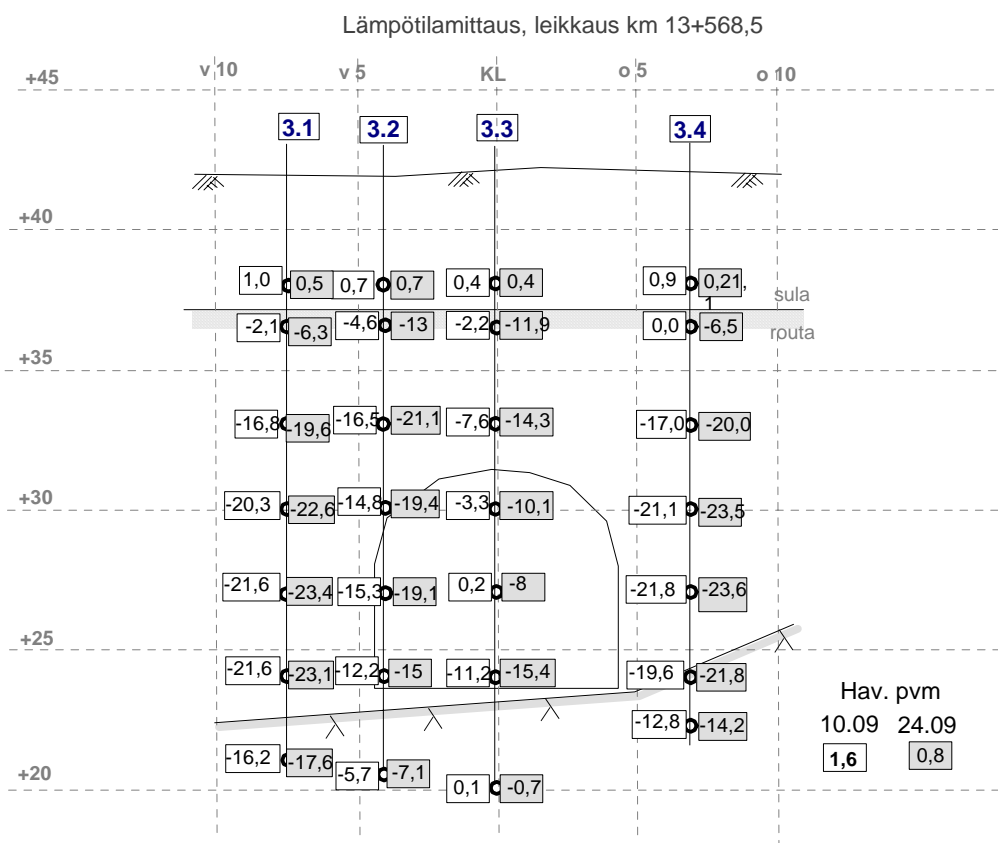 Lämpötilamittaus, leikkaus km 13+568,5
v 10 v 5 KL o 5 o 10
+45
3.1 3.2 3.3 3.4
+40
1,0 0,5 0,7 0,7 0,4 0,4 0,9 0,21,
1
sula
-2,1 -6,3 -4,6 -13 -2,2 -11,9 0,0 -6,5
routa
+35
-16,8 -19,6 -16,5 -21,1 -7,6 -14,3 -17,0 -20,0
+30
-20,3 -22,6 -14,8 -19,4 -3,3 -10,1 -21,1 -23,5
-21,6 -23,4 -15,3 -19,1 0,2 -8 -21,8 -23,6
+25
-21,6 -23,1 -12,2 -15 -11,2 -15,4 -19,6 -21,8
Hav. pvm
-12,8 -14,2
10.09 24.09
-16,2 -17,6
1,6 0,8
+20
-5,7 -7,1 0,1 -0,7